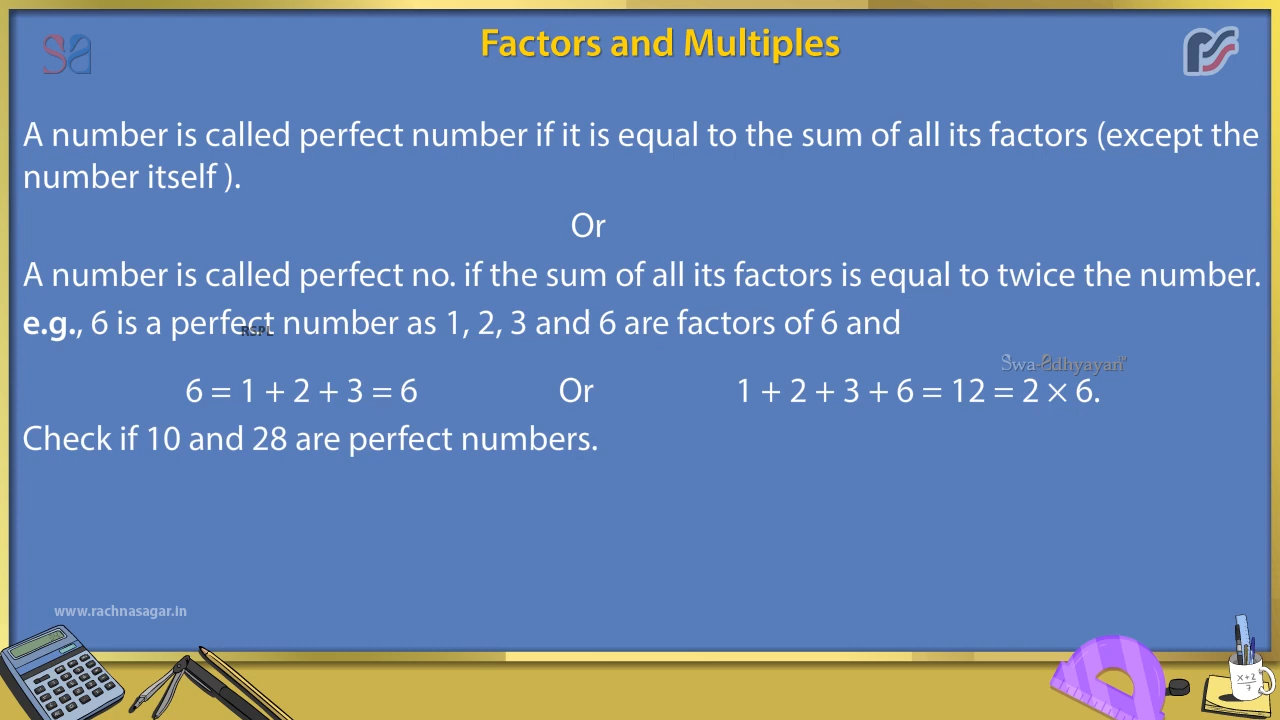 Factors and Multiples
sa
A number is called perfect number if it is equal to the sum of all its factors (except the
number itself ).
Or
A number is called perfect no. if the sum of all its factors is equal to twice the number.
e.g., 6 is a perfect number as 1, 2, 3 and 6 are factors of 6 and
RSPL
Swa-adhyayan
6 = 1 + 2 + 3 = 6 Or 1 + 2 + 3 + 6 = 12 = 2 × 6.
Check if 10 and 28 are perfect numbers.
www.rachnasagar.in
x+2
7